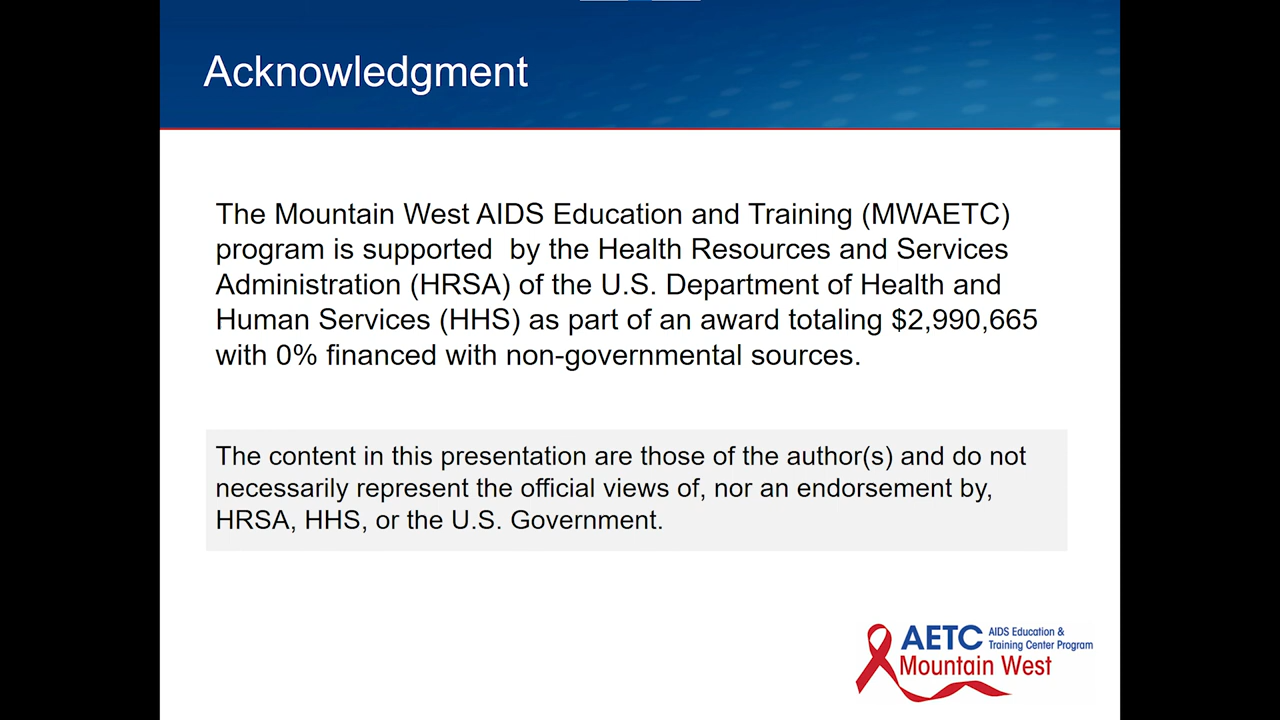 Acknowledgment
The Mountain West AIDS Education and Training (MWAETC)
program is supported  by the Health Resources and Services
Administration (HRSA) of the U.S. Department of Health and
Human Services (HHS) as part of an award totaling $2,990,665
with 0% financed with non-governmental sources.
The content in this presentation are those of the author(s) and do not
necessarily represent the official views of, nor an endorsement by,
HRSA, HHS, or the U.S. Government.
AETC AIDS Education &
Training Center Program
Mountain West